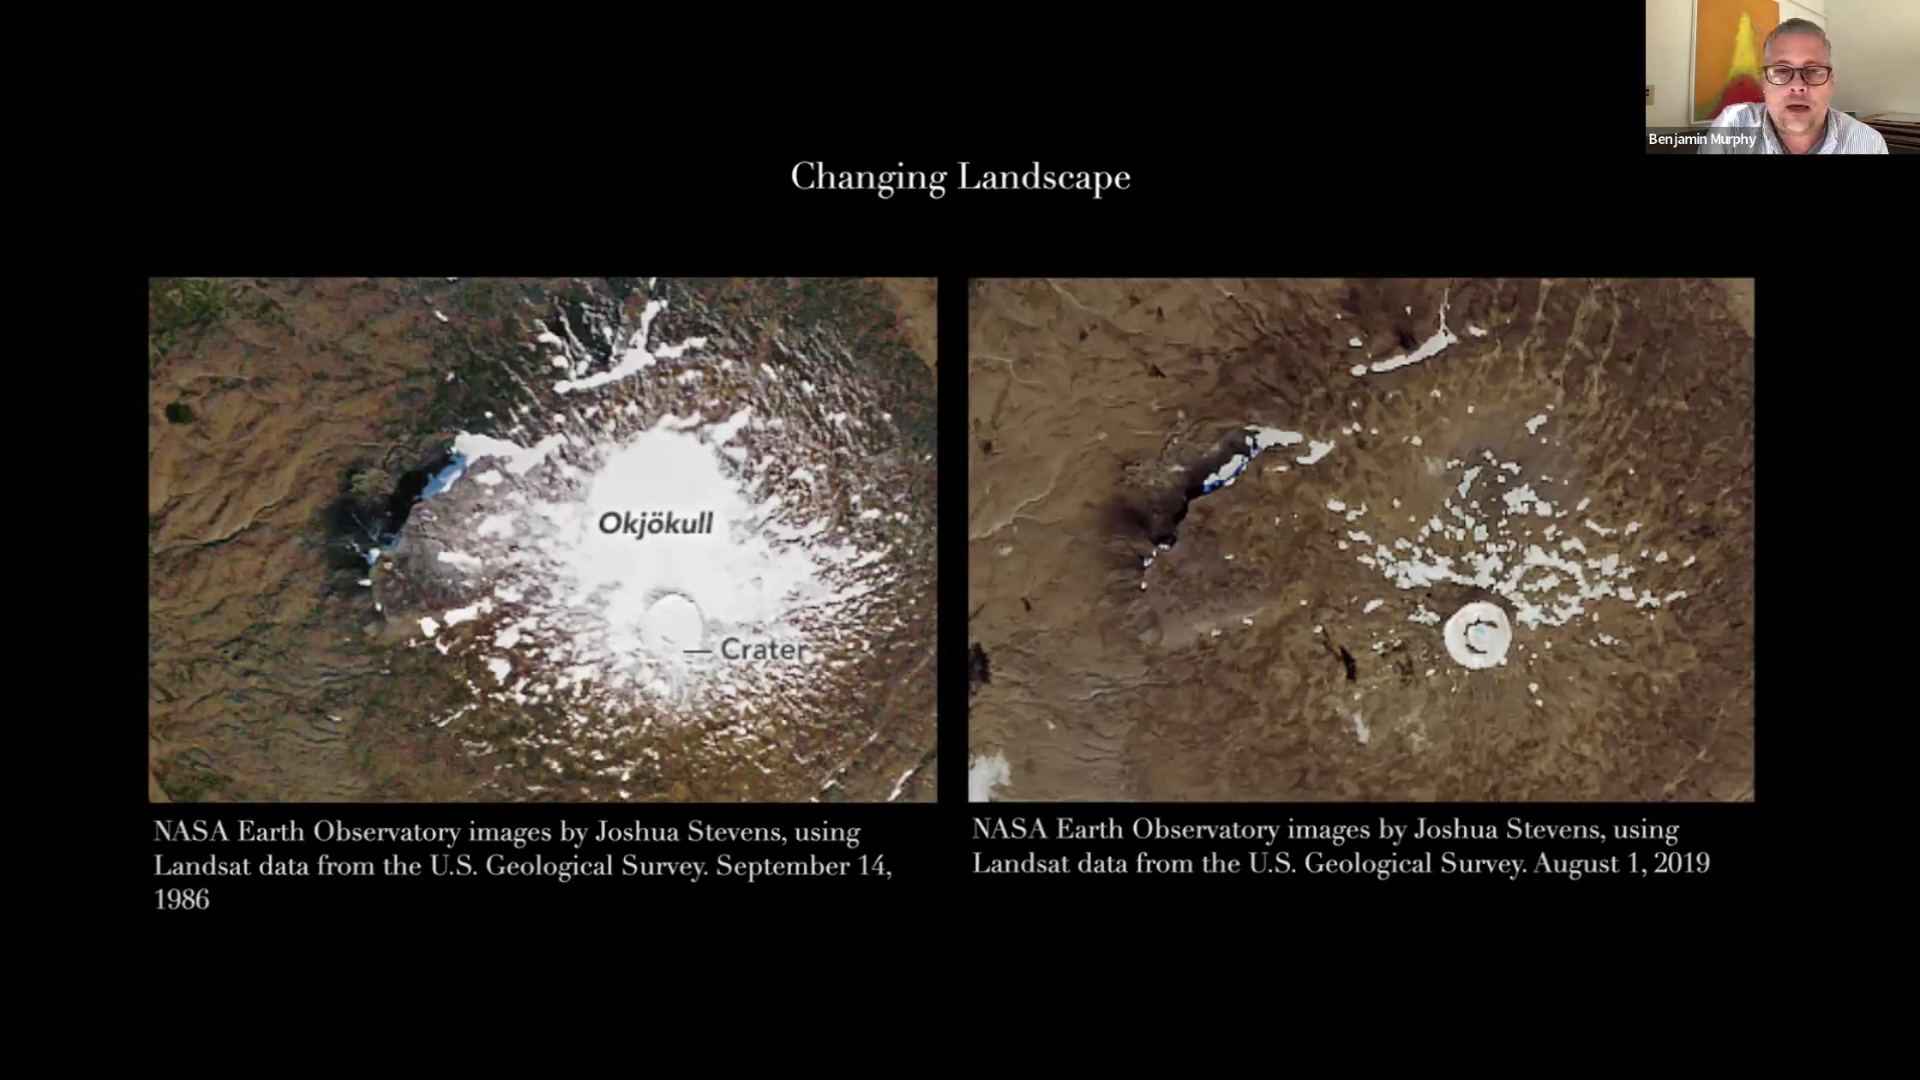 Benjamin Murphy
Changing Landscape
Okjökull
Crater
NASA Earth Observatory images by Joshua Stevens, using
Landsat data from the U.S. Geological Survey. September 14,
1986
NASA Earth Observatory images by Joshua Stevens, using
Landsat data from the U.S. Geological Survey. August 1, 2019